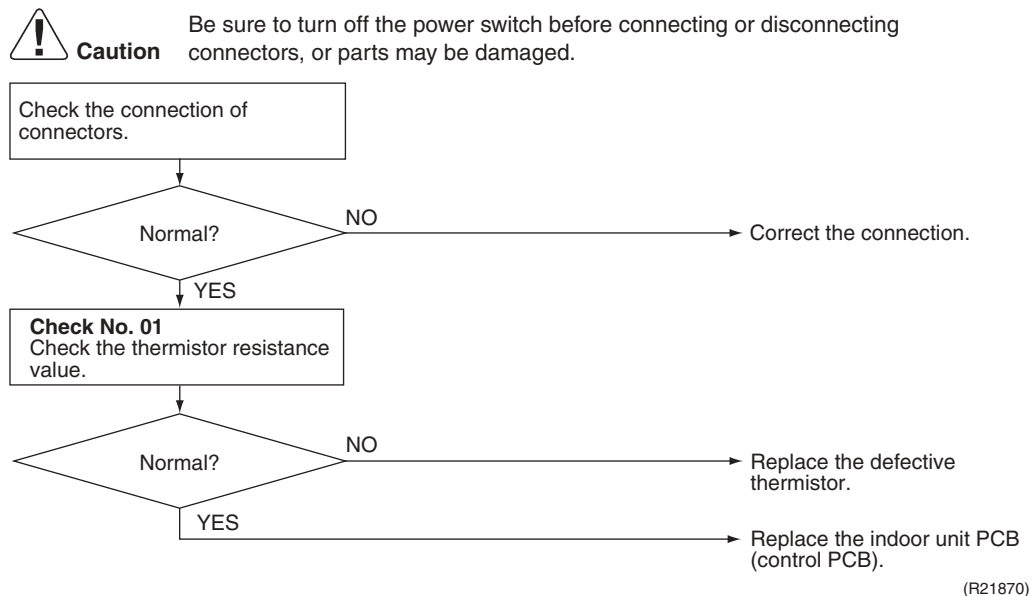 Caution
Be sure to turn off the power switch before connecting or disconnecting
connectors, or parts may be damaged.
Check the connection of
connectors.
Normal?
NO
Correct the connection.
YES
Check No. 01
Check the thermistor resistance
value.
Normal?
NO
Replace the defective
thermistor.
YES
Replace the indoor unit PCB
(control PCB).
(R21870)